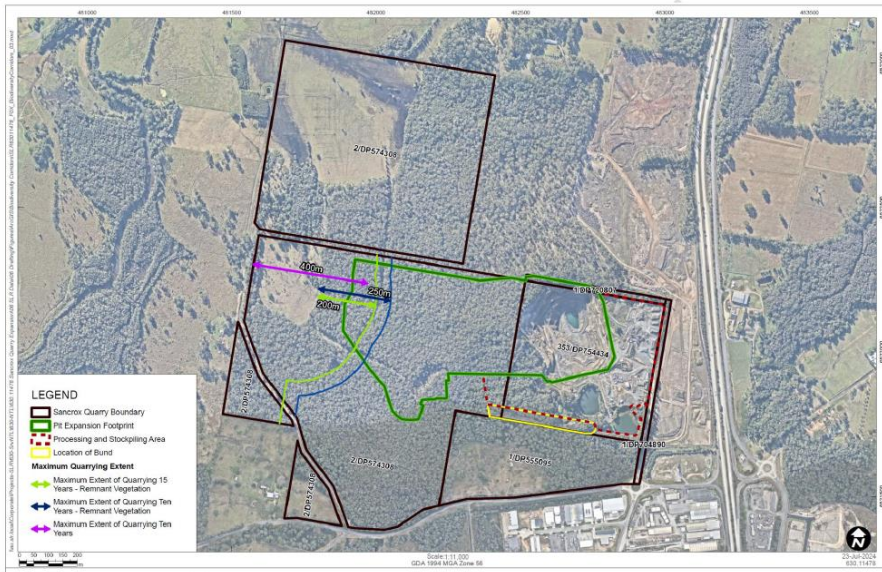 481000
481500
482000
482500
483000
483500
2/DP574308
400m
250m
200m
1/DP720807
353/DP754434
2/DP574308
2/DP574308
1/DP704890
1/DP555095
2/DP574308
LEGEND
Sancrox Quarry Boundary
Pit Expansion Footprint
Processing and Stockpiling Area
Location of Bund
Maximum Quarrying Extent
Maximum Extent of Quarrying 15
Years - Remnant Vegetation
Maximum Extent of Quarrying Ten
Years - Remnant Vegetation
Maximum Extent of Quarrying Ten
Years
0 50 100 150 200
Scale:1:11,000
GDA 1994 MGA Zone 56
N
23-Jul-2024
630.11478